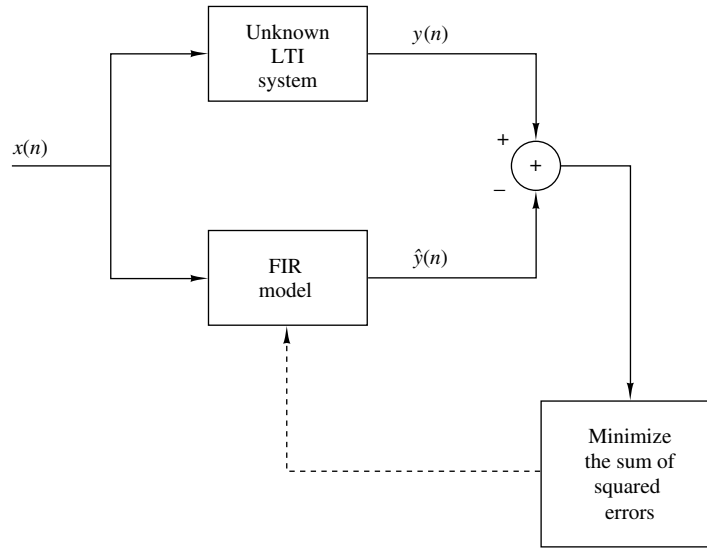 Unknown
LTI
system
y(n)
x(n)
+
+
−
FIR
model
ŷ(n)
Minimize
the sum of
squared
errors